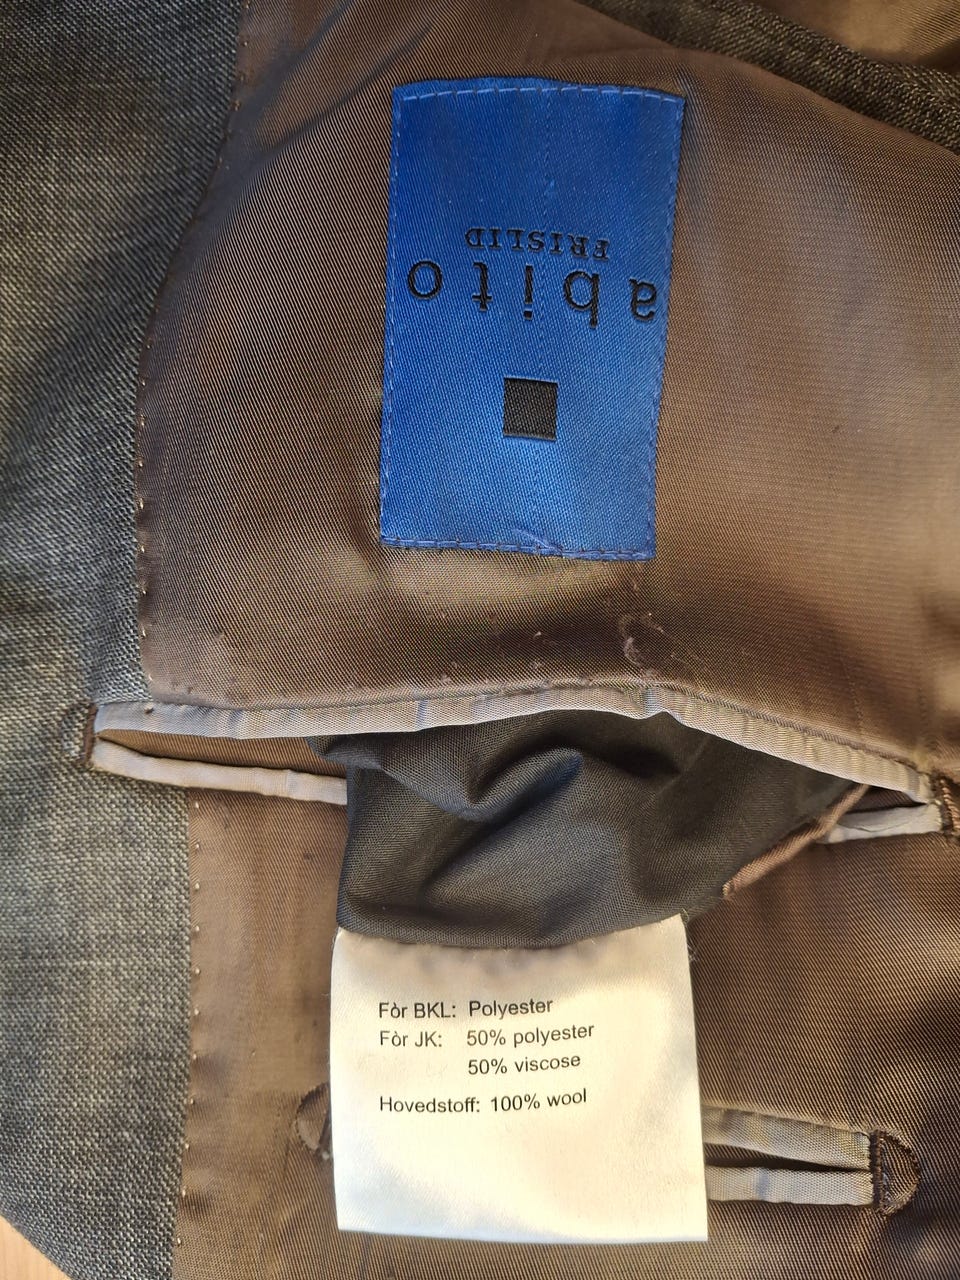 abito
FRISLID
Fòr BKL: Polyester
Fòr JK: 50% polyester
50% viscose
Hovedstoff: 100% wool